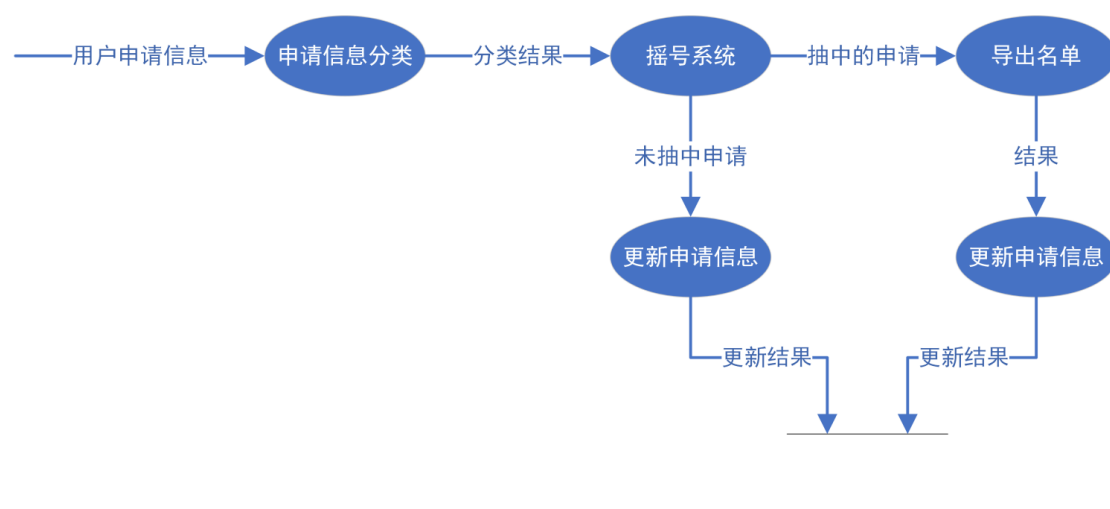 用户申请信息
申请信息分类
分类结果
摇号系统
抽中的申请
导出名单
未抽中申请
结果
更新申请信息
更新申请信息
更新结果
更新结果